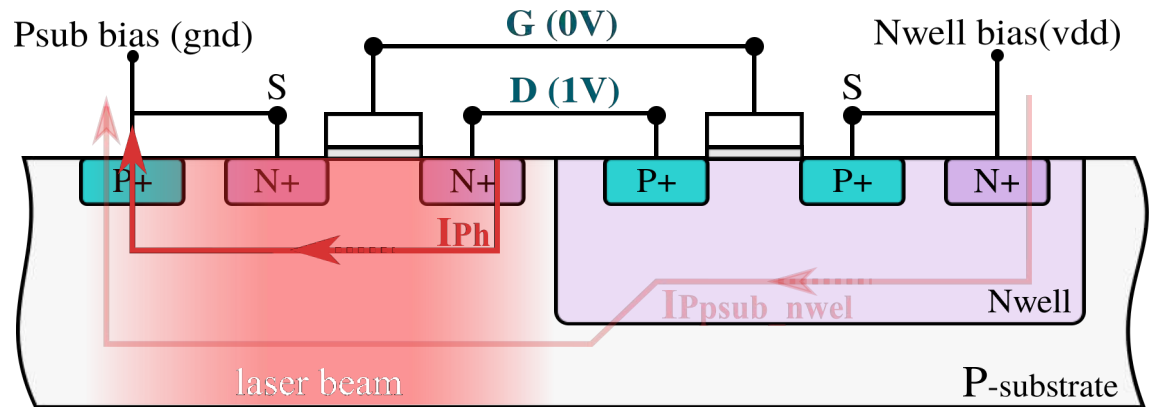 G (0V)
Psub bias (gnd)
Nwell bias(vdd)
D (1V)
S
S
P+
N+
N+
P+
P+
N+
IPh
IPpsub_nwel
Nwell
laser beam
P-substrate